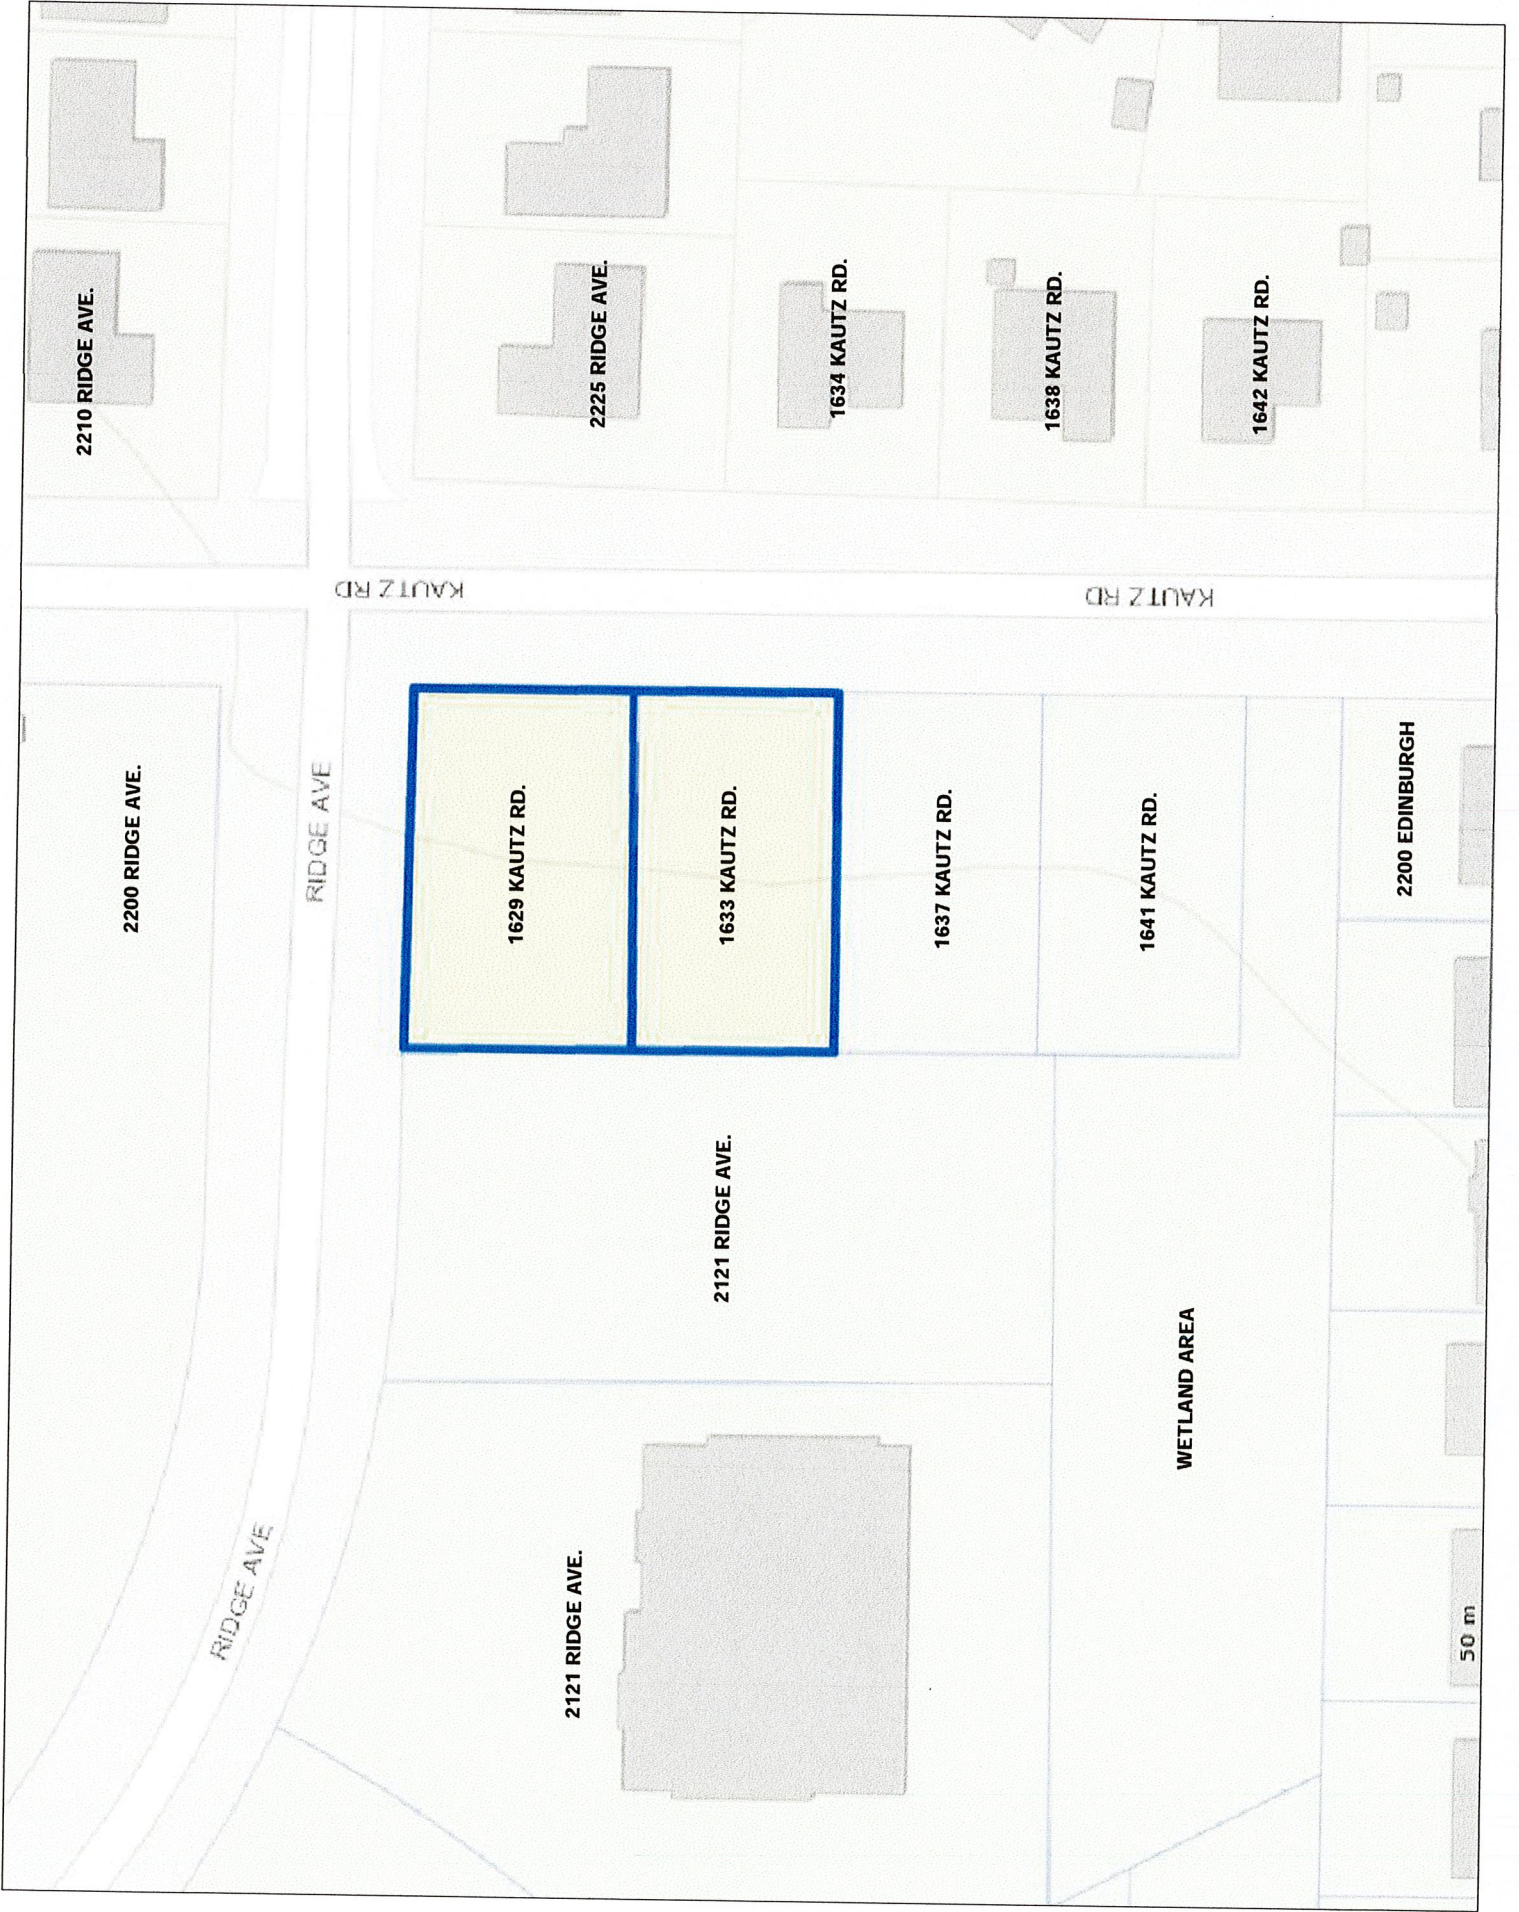 2200 RIDGE AVE.
2210 RIDGE AVE.
RIDGE AVE
RIDGE AVE
KAUTZ RD
KAUTZ RD
2121 RIDGE AVE.
2121 RIDGE AVE.
1629 KAUTZ RD.
1633 KAUTZ RD.
1637 KAUTZ RD.
1641 KAUTZ RD.
2225 RIDGE AVE.
1634 KAUTZ RD.
1638 KAUTZ RD.
1642 KAUTZ RD.
WETLAND AREA
2200 EDINBURGH
50 m